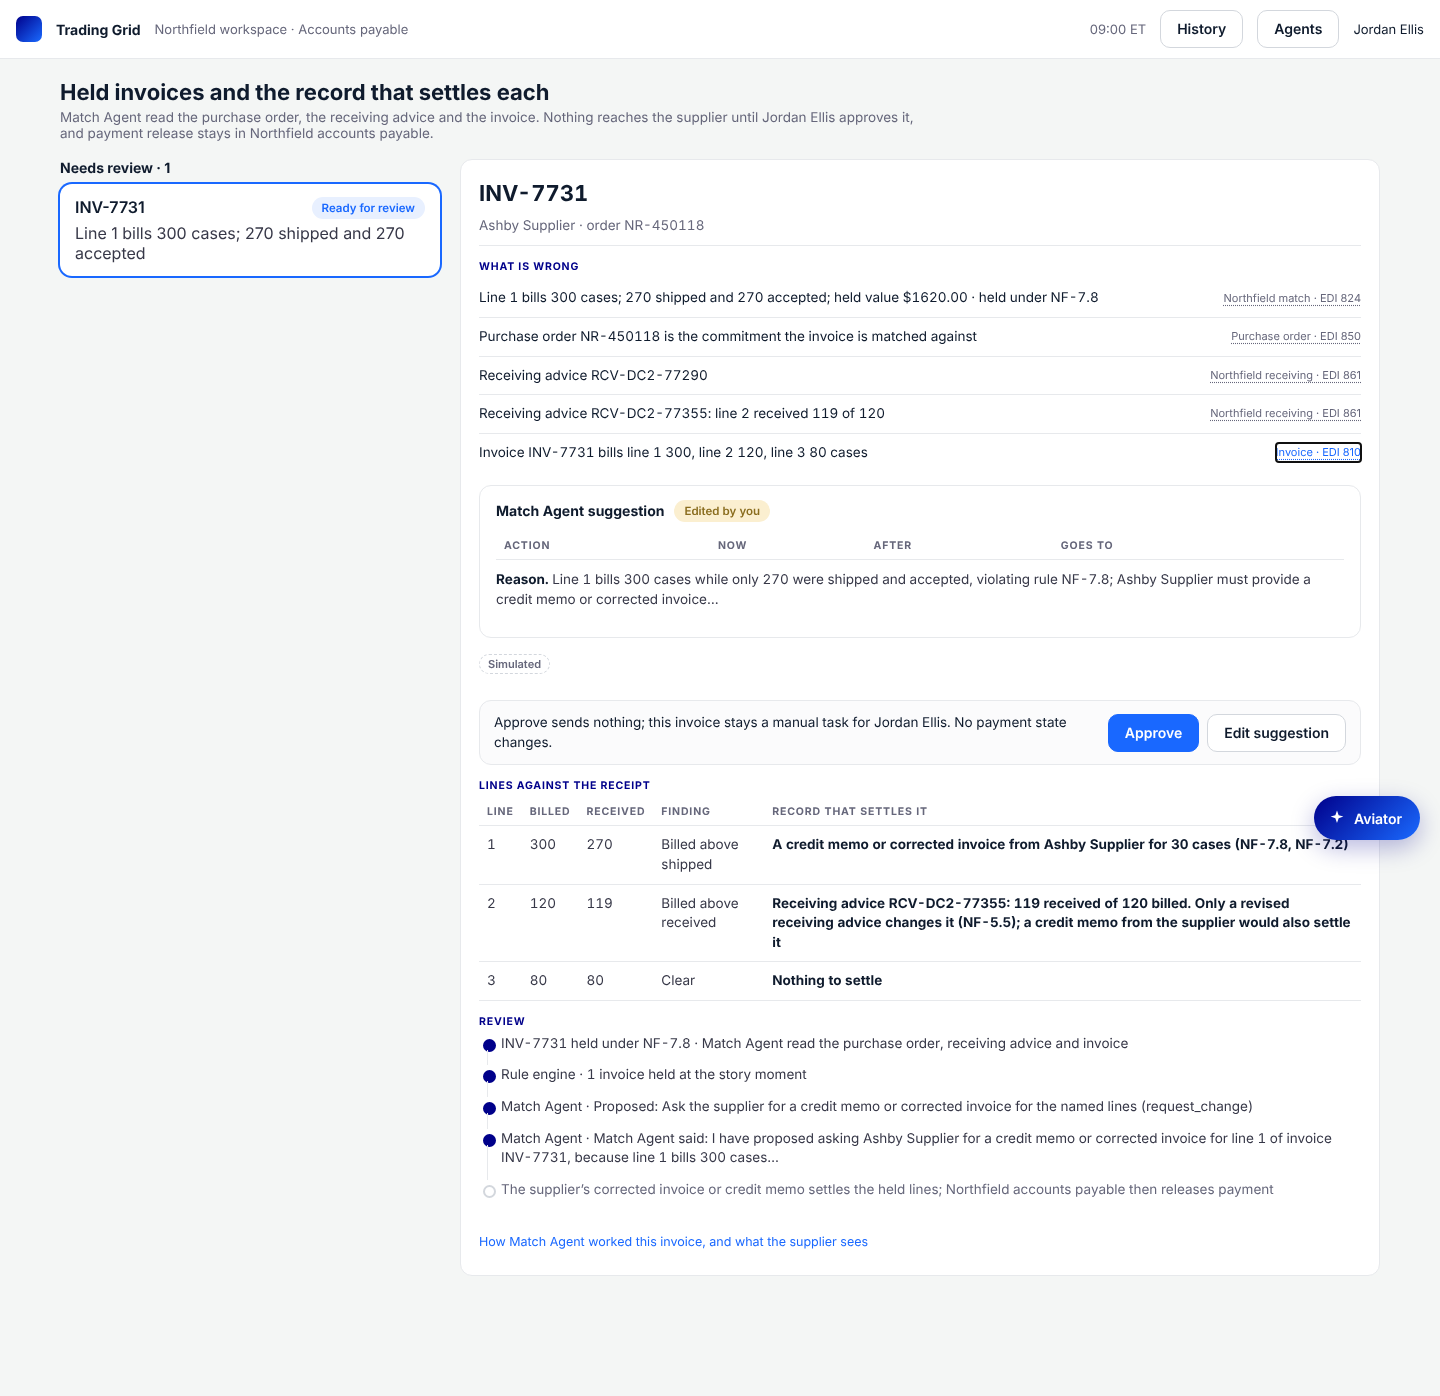 Trading Grid
Northfield workspace · Accounts payable
09:00 ET
History
Agents
Jordan Ellis
Held invoices and the record that settles each
Match Agent read the purchase order, the receiving advice and the invoice. Nothing reaches the supplier until Jordan Ellis approves it,
and payment release stays in Northfield accounts payable.
Needs review · 1
INV-7731
Ready for review
Line 1 bills 300 cases; 270 shipped and 270
accepted
INV-7731
Ashby Supplier · order NR-450118
WHAT IS WRONG
Line 1 bills 300 cases; 270 shipped and 270 accepted; held value $1620.00 · held under NF-7.8
Northfield match · EDI 824
Purchase order NR-450118 is the commitment the invoice is matched against
Purchase order · EDI 850
Receiving advice RCV-DC2-77290
Northfield receiving · EDI 861
Receiving advice RCV-DC2-77355: line 2 received 119 of 120
Northfield receiving · EDI 861
Invoice INV-7731 bills line 1 300, line 2 120, line 3 80 cases
Invoice · EDI 810
Match Agent suggestion
Edited by you
ACTION NOW AFTER GOES TO
Reason. Line 1 bills 300 cases while only 270 were shipped and accepted, violating rule NF-7.8; Ashby Supplier must provide a
credit memo or corrected invoice...
Simulated
Approve sends nothing; this invoice stays a manual task for Jordan Ellis. No payment state
changes.
Approve
Edit suggestion
LINES AGAINST THE RECEIPT
LINE BILLED RECEIVED FINDING RECORD THAT SETTLES IT
Aviator
1 300 270 Billed above
shipped
A credit memo or corrected invoice from Ashby Supplier for 30 cases (NF-7.8, NF-7.2)
2 120 119 Billed above
received
Receiving advice RCV-DC2-77355: 119 received of 120 billed. Only a revised
receiving advice changes it (NF-5.5); a credit memo from the supplier would also settle
it
3 80 80 Clear Nothing to settle
REVIEW
INV-7731 held under NF-7.8 · Match Agent read the purchase order, receiving advice and invoice
Rule engine · 1 invoice held at the story moment
Match Agent · Proposed: Ask the supplier for a credit memo or corrected invoice for the named lines (request_change)
Match Agent · Match Agent said: I have proposed asking Ashby Supplier for a credit memo or corrected invoice for line 1 of invoice
INV-7731, because line 1 bills 300 cases...
The supplier's corrected invoice or credit memo settles the held lines; Northfield accounts payable then releases payment
How Match Agent worked this invoice, and what the supplier sees